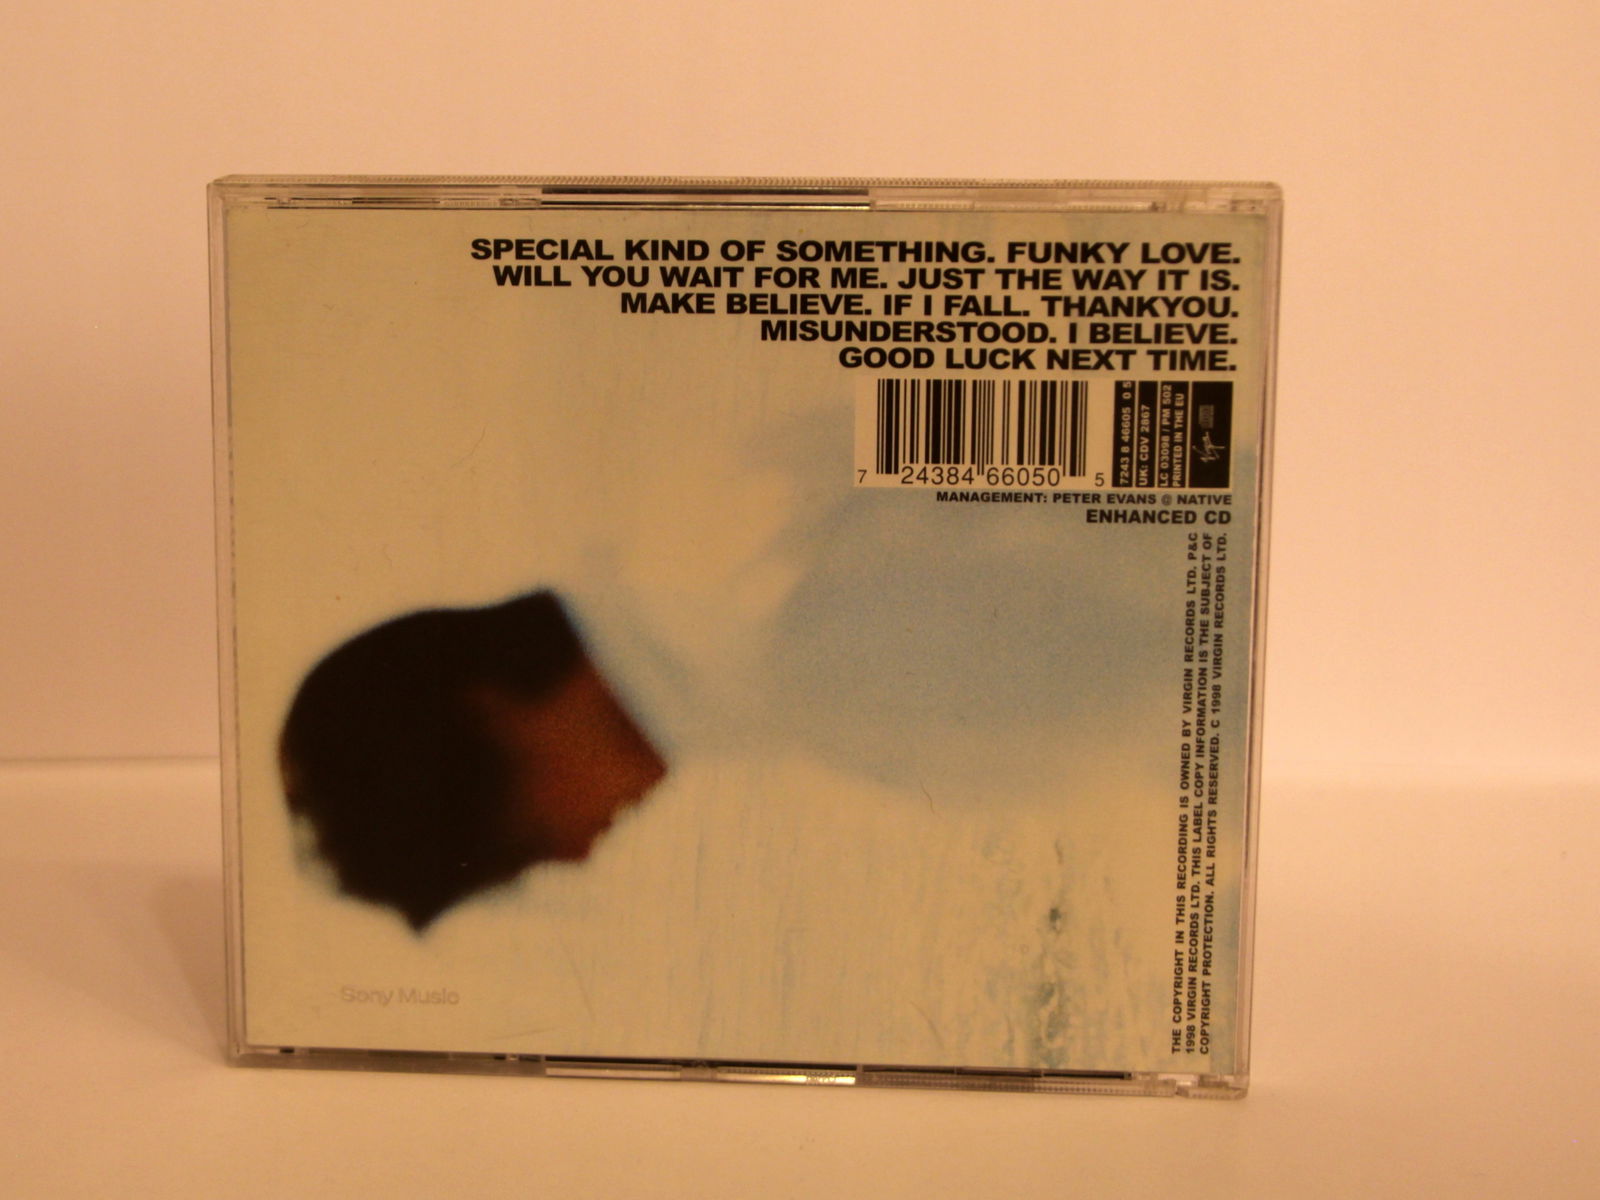 SPECIAL KIND OF SOMETHING. FUNKY LOVE.
WILL YOU WAIT FOR ME. JUST THE WAY IT IS.
MAKE BELIEVE. IF I FALL. THANKYOU.
MISUNDERSTOOD. I BELIEVE.
GOOD LUCK NEXT TIME.
7 24384 66050 5
7243 8 46605 0 5
UK: CDV 2867
LC 03098 / PM 502
PRINTED IN THE EU
Virgin
MANAGEMENT: PETER EVANS @ NATIVE
ENHANCED CD
THE COPYRIGHT IN THIS RECORDING IS OWNED BY VIRGIN RECORDS LTD. P&C
1998 VIRGIN RECORDS LTD. THIS LABEL COPY INFORMATION IS THE SUBJECT OF
COPYRIGHT PROTECTION. ALL RIGHTS RESERVED. C 1998 VIRGIN RECORDS LTD.
Sony Music